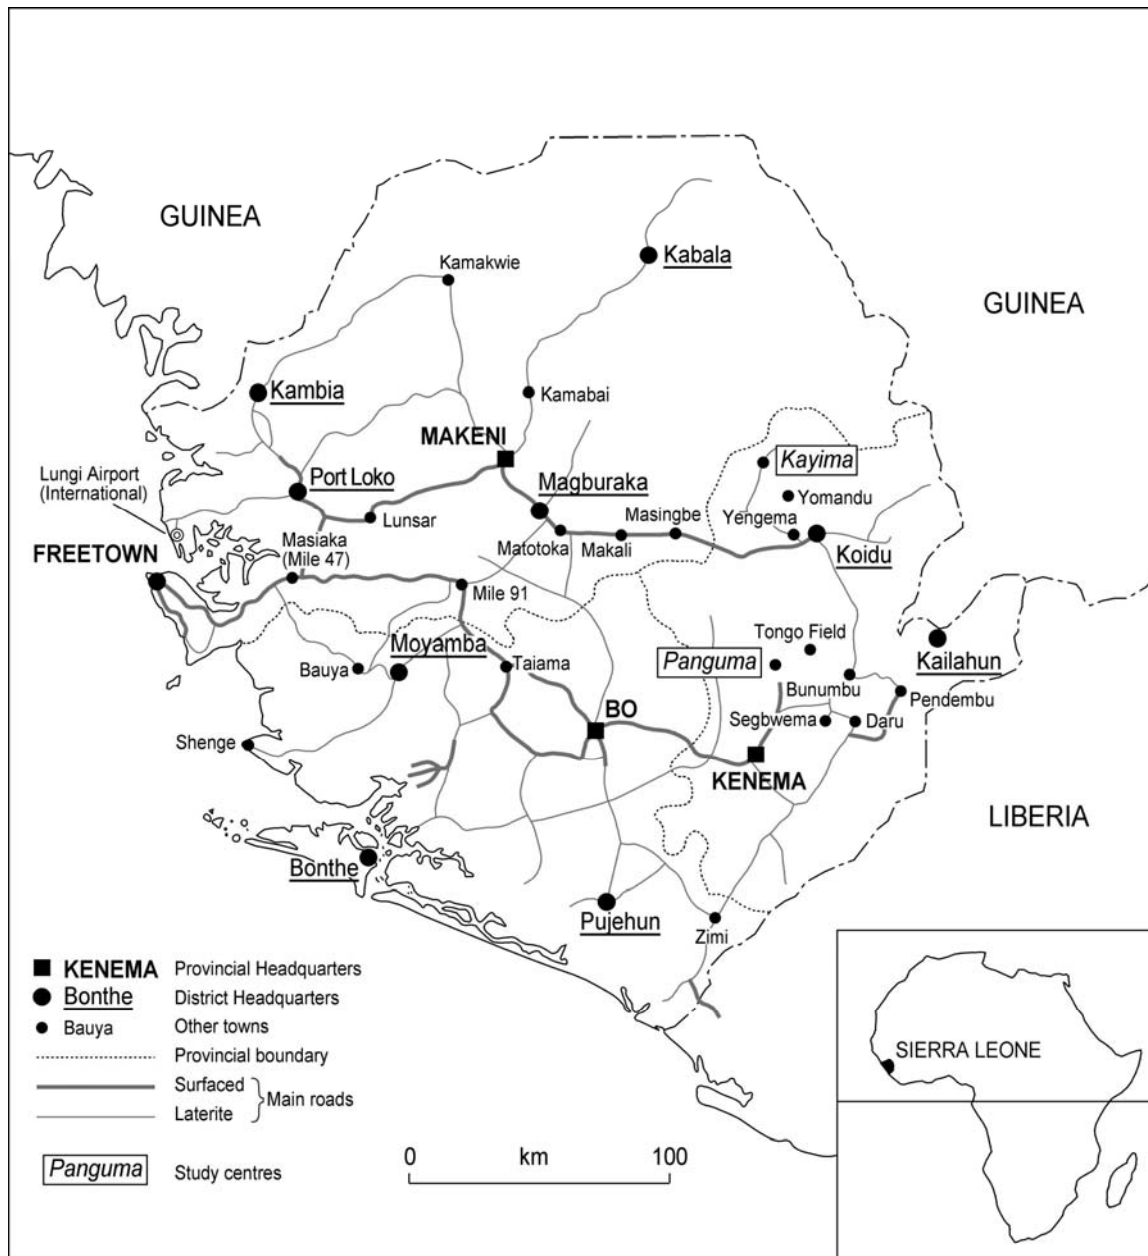 GUINEA
Kabala
Kamakwie
GUINEA
Kambia
Kamabai
MAKENI
Kayima
Lungi Airport
(International)
Port Loko
Magburaka
Yomandu
Lunsar
Masingbe
Yengema
Masiaka
(Mile 47)
Matotoka
Makali
Koidu
FREETOWN
Mile 91
Moyamba
Tongo Field
Bauya
Taiama
Panguma
Kailahun
Bunumbu
Pendembu
BO
Segbwema
Daru
Shenge
KENEMA
LIBERIA
Bonthe
Pujehun
Zimi
KENEMA Provincial Headquarters
Bonthe District Headquarters
Bauya Other towns
Provincial boundary
Surfaced
Main roads
Laterite
Panguma Study centres
0 km 100
SIERRA LEONE